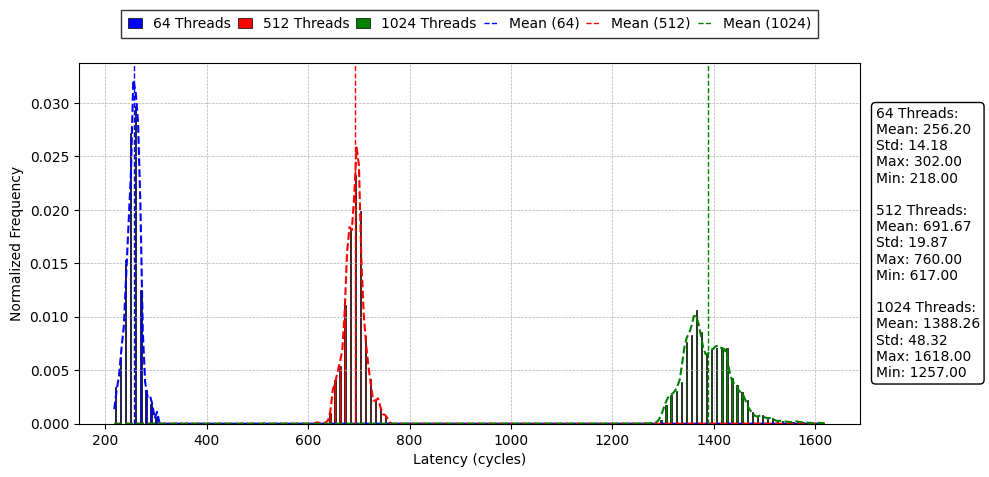 64 Threads 512 Threads 1024 Threads Mean (64) Mean (512) Mean (1024)
0.030
0.025
0.020
0.015
0.010
0.005
0.000
Normalized Frequency
200 400 600 800 1000 1200 1400 1600
Latency (cycles)
64 Threads:
Mean: 256.20
Std: 14.18
Max: 302.00
Min: 218.00
512 Threads:
Mean: 691.67
Std: 19.87
Max: 760.00
Min: 617.00
1024 Threads:
Mean: 1388.26
Std: 48.32
Max: 1618.00
Min: 1257.00